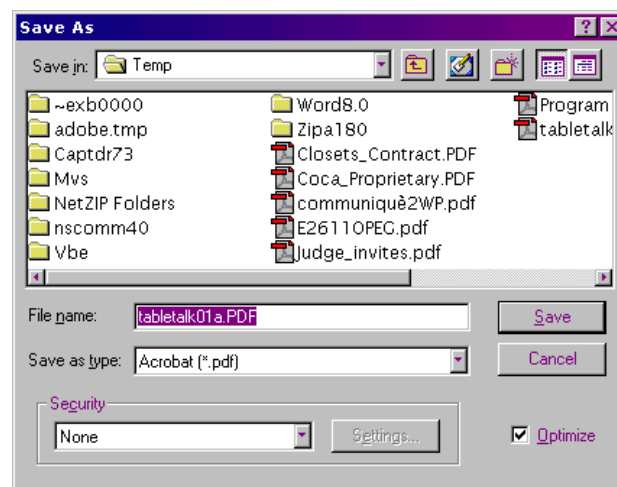 Save As
Save in: Temp
~exb0000 Word8.0 Program
adobe.tmp Zipa180 tabletalk
Captdr73 Closets_Contract.PDF
Mvs Coca_Proprietary.PDF
NetZIP Folders communiquè2WP.pdf
nscomm40 E26110PEG.pdf
Vbe Judge_invites.pdf
File name: tabletalk01a.PDF Save
Save as type: Acrobat (*.pdf) Cancel
Security
None Settings... Optimize